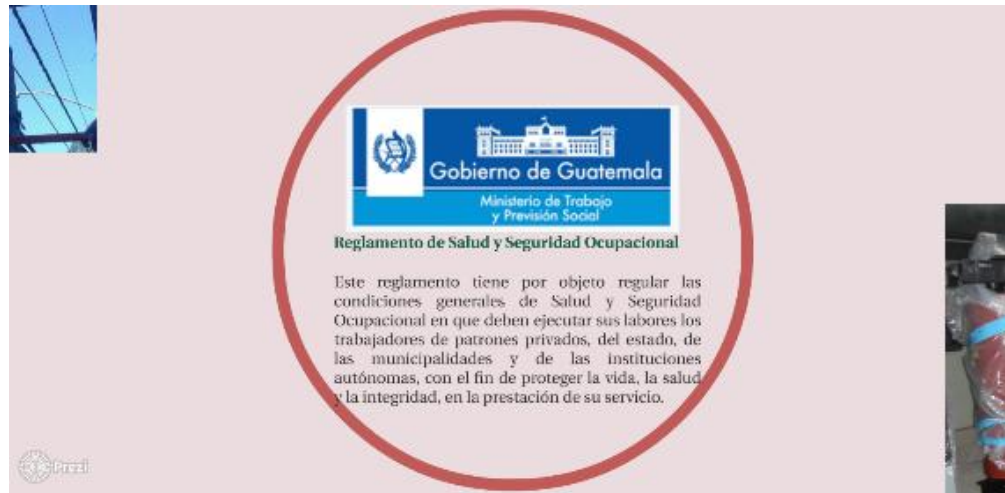 Gobierno de Guatemala
Ministerio de Trabajo
y Previsión Social
Reglamento de Salud y Seguridad Ocupacional
Este reglamento tiene por objeto regular las
condiciones generales de Salud y Seguridad
Ocupacional en que deben ejecutar sus labores los
trabajadores de patrones privados, del estado, de
las municipalidades y de las instituciones
autónomas, con el fin de proteger la vida, la salud
y la integridad, en la prestación de su servicio.
Prezi